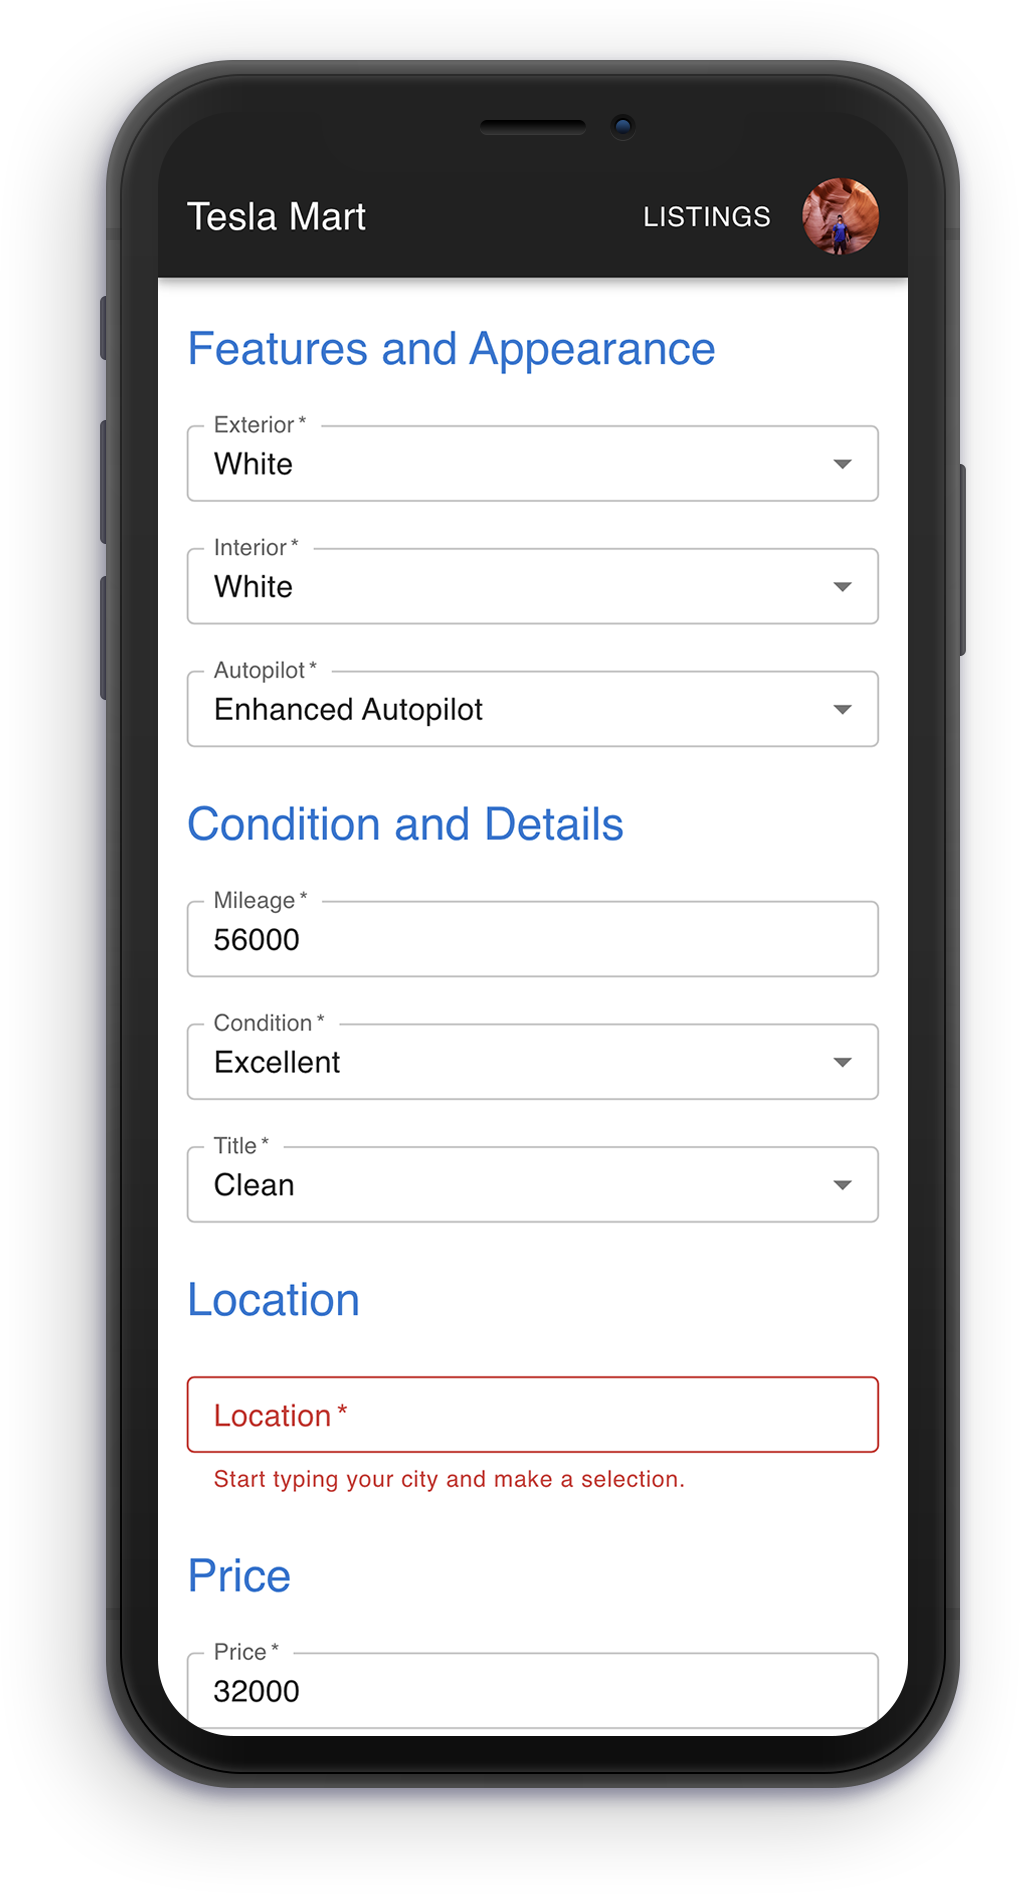 Tesla Mart LISTINGS
Features and Appearance
Exterior *
White
Interior *
White
Autopilot *
Enhanced Autopilot
Condition and Details
Mileage *
56000
Condition *
Excellent
Title *
Clean
Location
Location *
Start typing your city and make a selection.
Price
Price *
32000